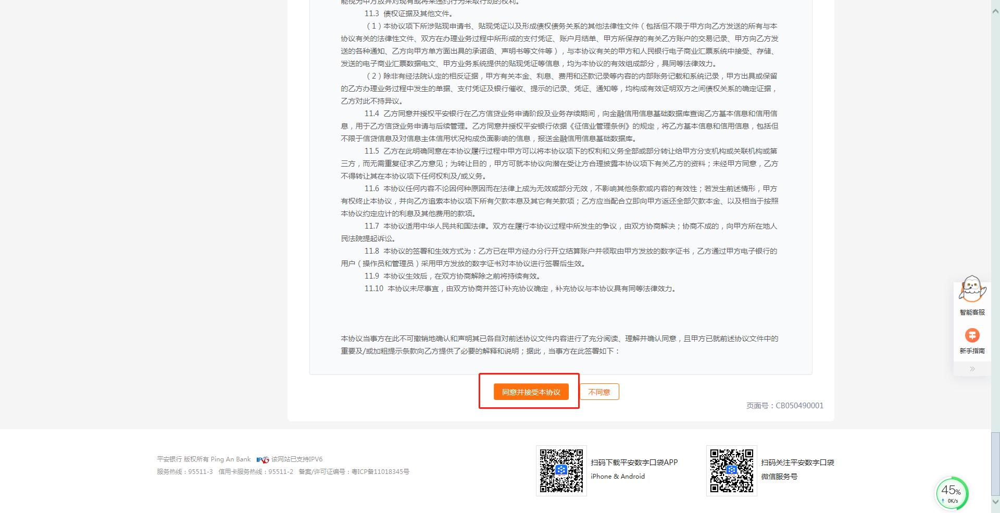 能视为甲方放弃对现有或将来违约行为采取行动的权利。
11.3 债权证据及其他文件。
（1）本协议项下所涉贴现申请书、贴现凭证以及形成债权债务关系的其他法律性文件（包括但不限于甲方向乙方发送的所有与本
协议有关的法律性文件、双方在办理业务过程中所形成的支付凭证、账户月结单、甲方所保存的有关乙方账户的交易记录、甲方向乙方发
送的各种通知、乙方向甲方单方面出具的承诺函、声明书等文件等），与本协议有关的甲方和人民银行电子商业汇票系统中接受、存储、
发送的电子商业汇票数据电文、甲方业务系统提供的贴现凭证等信息，均为本协议的有效组成部分，具同等法律效力。
（2）除非有经法院认定的相反证据，甲方有关本金、利息、费用和还款记录等内容的内部账务记载和系统记录，甲方出具或保留
的乙方办理业务过程中发生的单据、支付凭证及银行催收、提示的记录、凭证、通知等，均构成有效证明双方之间债权关系的确定证据，
乙方对此不持异议。
11.4 乙方同意并授权平安银行在乙方信贷业务申请阶段及业务存续期间，向金融信用信息基础数据库查询乙方基本信息和信用信
息，用于乙方信贷业务申请与后续管理。乙方同意并授权平安银行依据《征信业管理条例》的规定，将乙方基本信息和信用信息，包括但
不限于信贷信息及对信息主体信用状况构成负面影响的信息，报送金融信用信息基础数据库。
11.5 乙方在此明确同意在本协议履行过程中甲方可以将本协议项下的权利和义务全部或部分转让给甲方分支机构或关联机构或第
三方，而无需重复征求乙方意见；为转让目的，甲方可就本协议向潜在受让方合理披露本协议项下有关乙方的资料；未经甲方同意，乙方
不得转让其在本协议项下任何权利及/或义务。
11.6 本协议任何内容不论因何种原因而在法律上成为无效或部分无效，不影响其他条款或内容的有效性；若发生前述情形，甲方
有权终止本协议，并向乙方追索本协议项下所有欠款本息及其它有关款项；乙方应当配合立即向甲方返还全部欠款本金、以及相当于按照
本协议约定应计的利息及其他费用的款项。
11.7 本协议适用中华人民共和国法律。双方在履行本协议过程中所发生的争议，由双方协商解决；协商不成的，向甲方所在地人
民法院提起诉讼。
11.8 本协议的签署和生效方式为：乙方已在甲方经办分行开立结算账户并领取由甲方发放的数字证书，乙方通过甲方电子银行的
用户（操作员和管理员）采用甲方发放的数字证书对本协议进行签署后生效。
11.9 本协议生效后，在双方协商解除之前将持续有效。
11.10 本协议未尽事宜，由双方协商并签订补充协议确定，补充协议与本协议具有同等法律效力。
本协议当事方在此不可撤销地确认和声明其已各自对前述协议文件内容进行了充分阅读、理解并确认同意，且甲方已就前述协议文件中的
重要及/或加粗提示条款向乙方提供了必要的解释和说明；据此，当事方在此签署如下：
智能客服
新手指南
同意并接受本协议 不同意
页面号：CB050490001
平安银行 版权所有 Ping An Bank IPV6 该网站已支持IPV6
服务热线：95511-3 信用卡服务热线：95511-2 备案/许可证编号：粤ICP备11018345号
扫码下载平安数字口袋APP
iPhone & Android
扫码关注平安数字口袋
微信服务号
45%
0K/s